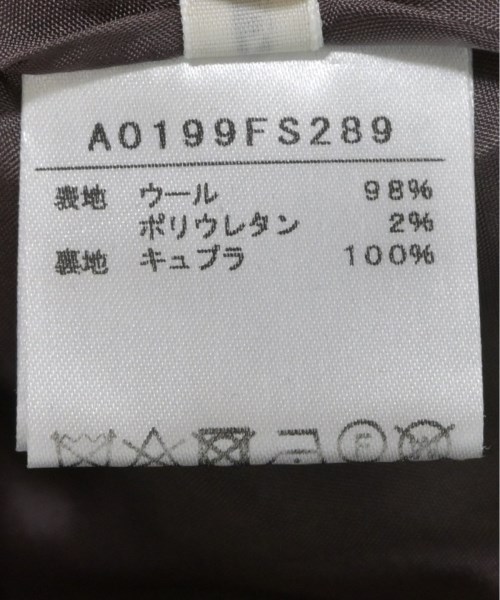 A0199FS289
表地 ウール 98%
ポリウレタン 2%
裏地 キュプラ 100%
F
W